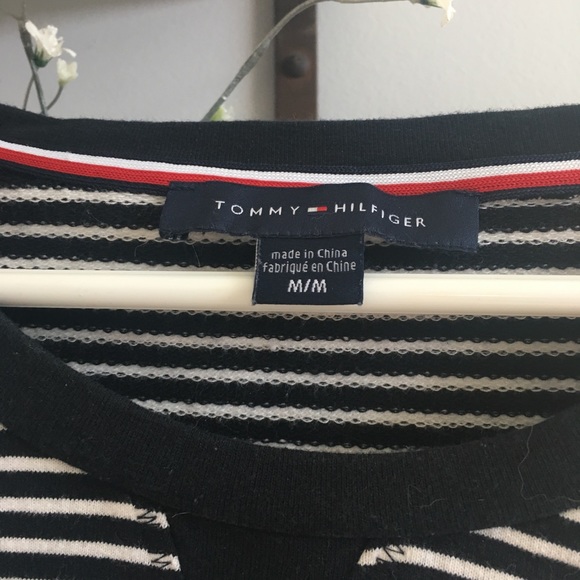 TOMMY HILFIGER
made in China
fabriqué en Chine
M/M